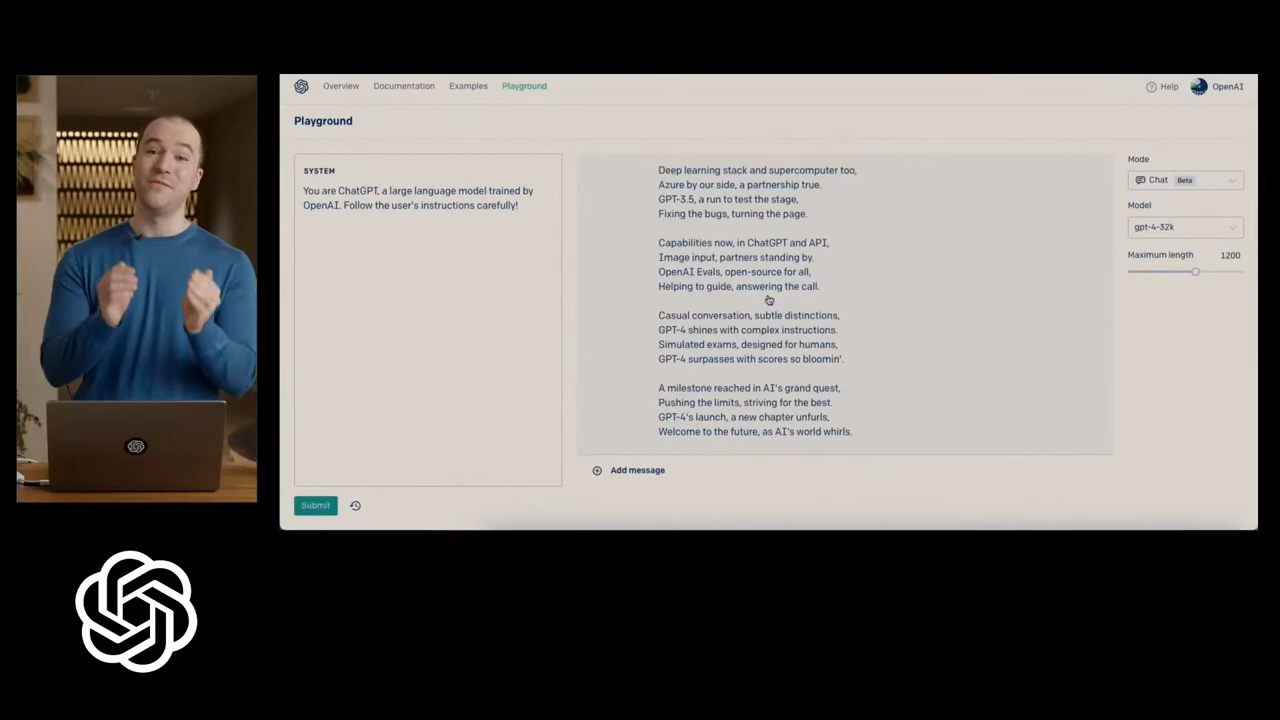 Overview Documentation Examples Playground Help OpenAI
Playground
SYSTEM
You are ChatGPT, a large language model trained by
OpenAI. Follow the user's instructions carefully!
Deep learning stack and supercomputer too,
Azure by our side, a partnership true.
GPT-3.5, a run to test the stage,
Fixing the bugs, turning the page.
Capabilities now, in ChatGPT and API,
Image input, partners standing by.
OpenAI Evals, open-source for all,
Helping to guide, answering the call.
Casual conversation, subtle distinctions,
GPT-4 shines with complex instructions.
Simulated exams, designed for humans,
GPT-4 surpasses with scores so bloomin'.
A milestone reached in AI's grand quest,
Pushing the limits, striving for the best.
GPT-4's launch, a new chapter unfurls,
Welcome to the future, as AI's world whirls.
Add message
Mode
Chat Beta
Model
gpt-4-32k
Maximum length 1200
Submit